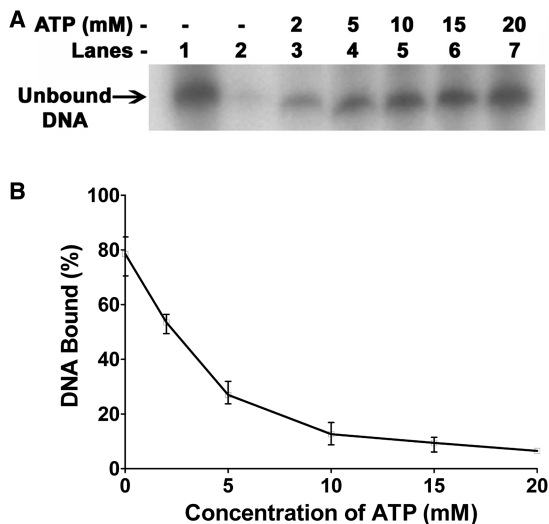 A
ATP (mM) - - - 2 5 10 15 20
Lanes - 1 2 3 4 5 6 7
Unbound
DNA
B
100
80
60
40
20
0
DNA Bound (%)
0 5 10 15 20
Concentration of ATP (mM)